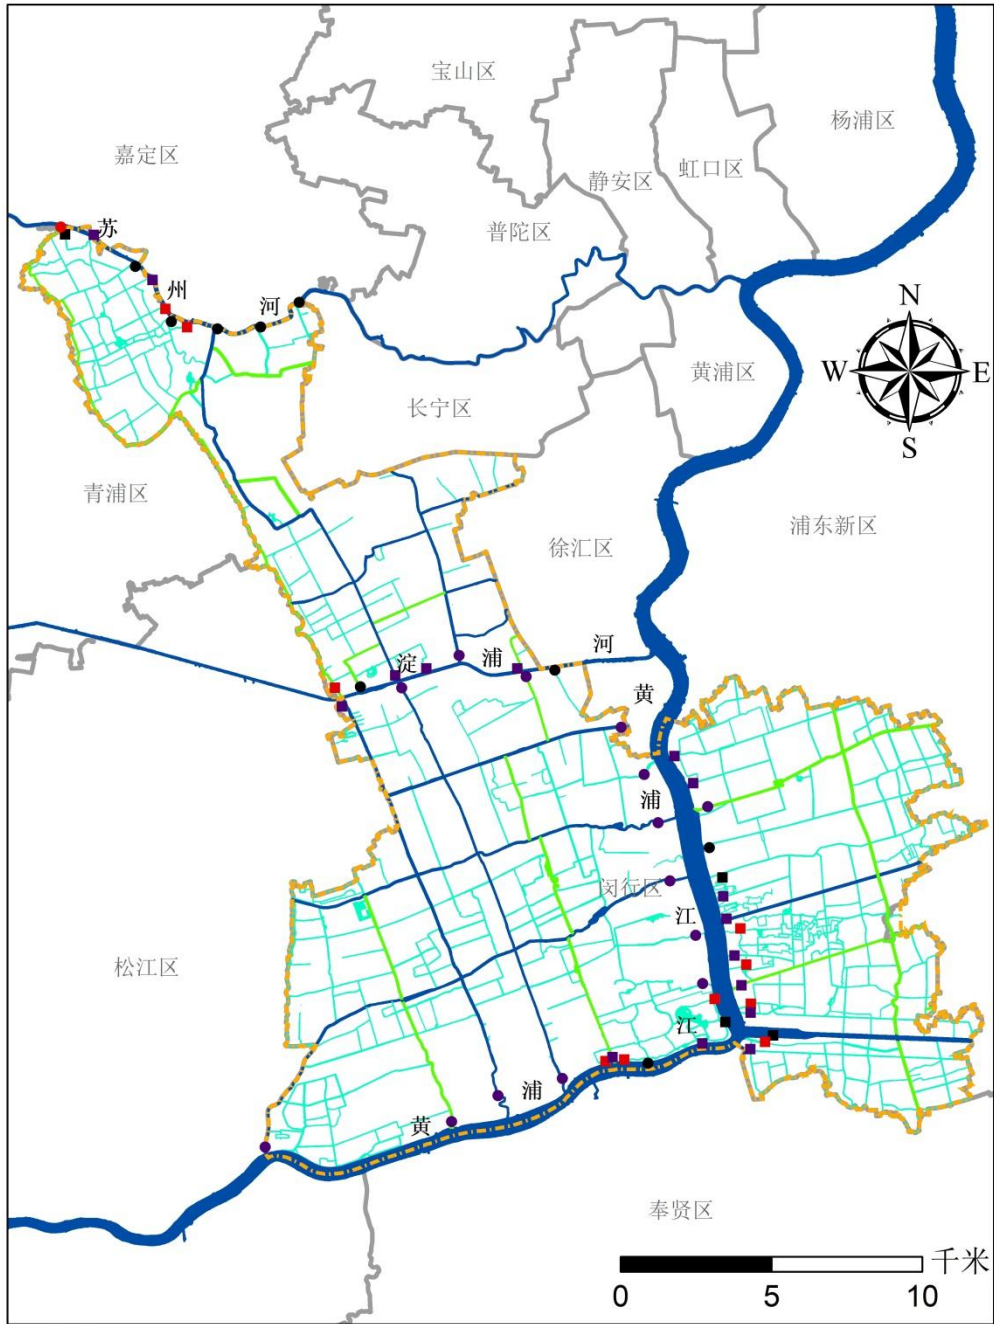 宝山区
杨浦区
嘉定区
虹口区
静安区
普陀区
苏
州
河
N
W
E
S
黄浦区
长宁区
青浦区
浦东新区
徐汇区
淀
浦
河
黄
浦
闵行区
江
松江区
江
浦
黄
奉贤区
千米
0
5
10